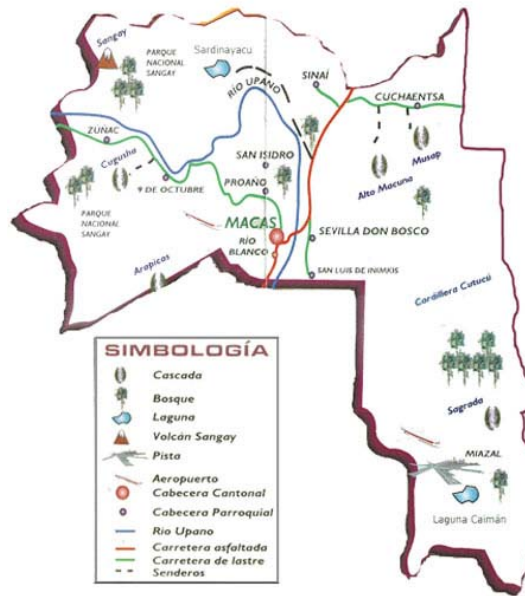 Sangay
PARQUE
NACIONAL
SANGAY
Sardinayacu
RÍO UPANO
SINAÍ
CUCHAENTSA
ZUÑAC
Cugusha
9 DE OCTUBRE
SAN ISIDRO
PROAÑO
Musap
Alto Macuna
PARQUE
NACIONAL
SANGAY
MACAS
RÍO
BLANCO
SEVILLA DON BOSCO
Arapicos
SAN LUIS DE INIMKIS
Cordillera Cutucú
Sagrada
MIAZAL
Laguna Caimán
SIMBOLOGÍA
Cascada
Bosque
Laguna
Volcán Sangay
Pista
Aeropuerto
Cabecera Cantonal
Cabecera Parroquial
Rio Upano
Carretera asfaltada
Carretera de lastre
Senderos